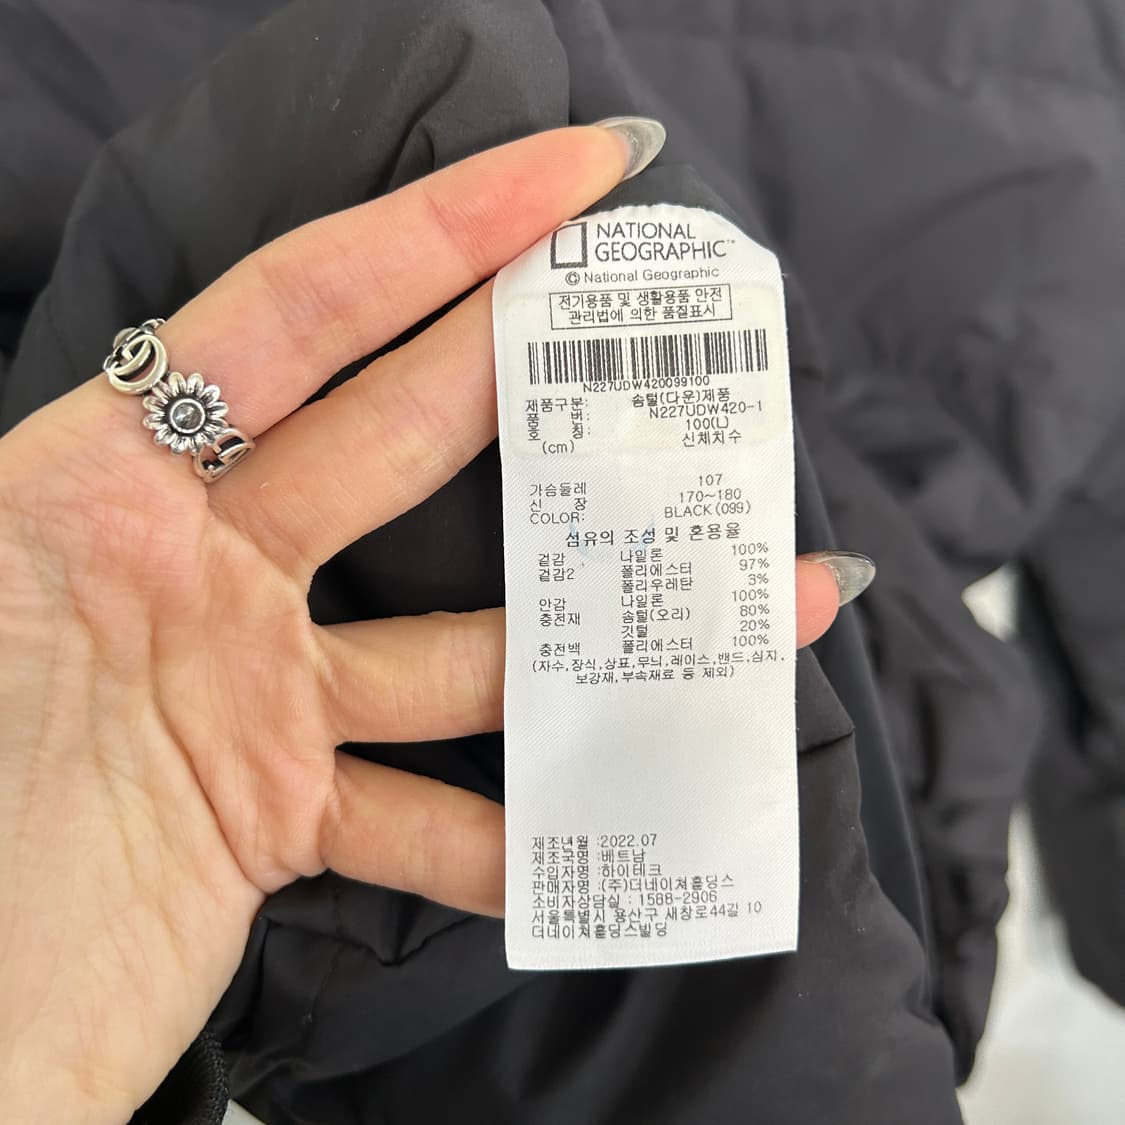 NATIONAL
GEOGRAPHIC™
© National Geographic
전기용품 및 생활용품 안전
관리법에 의한 품질표시
N227UDW420099100
제품구분: 솜털(다운)제품
품 번: N227UDW420-1
호 칭: 100(L)
(cm) 신체치수
가슴둘레 107
신 장 170~180
COLOR: BLACK(099)
섬유의 조성 및 혼용율
겉감 나일론 100%
겉감2 폴리에스터 97%
폴리우레탄 3%
안감 나일론 100%
충전재 솜털(오리) 80%
깃털 20%
충전백 폴리에스터 100%
(자수,장식,상표,무늬,레이스,밴드,심지,
보강재,부속재료 등 제외)
제조년월 :2022.07
제조국명 :베트남
수입자명 :하이테크
판매자명 :(주)더네이쳐홀딩스
소비자상담실 : 1588-2906
서울특별시 용산구 새창로44길 10
더네이쳐홀딩스빌딩